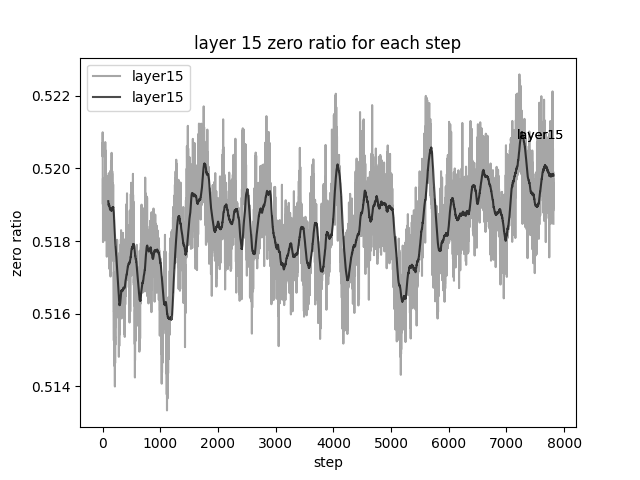 layer 15 zero ratio for each step
layer15
layer15
0.522
0.520
0.518
0.516
0.514
zero ratio
layer15
0 1000 2000 3000 4000 5000 6000 7000 8000
step